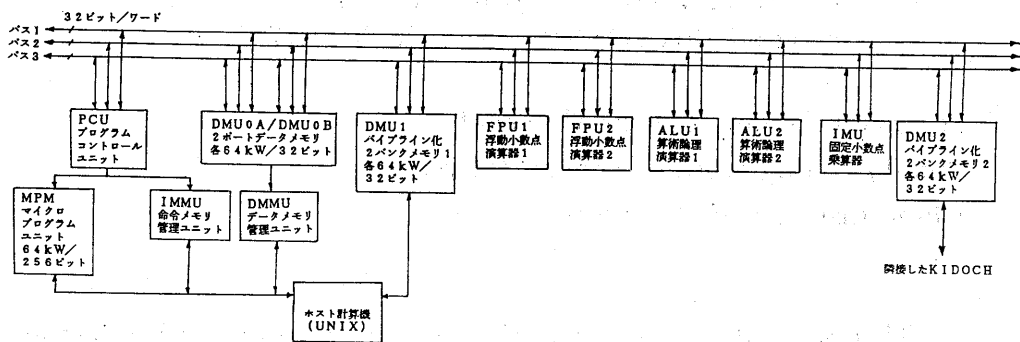 32ビット/ワード
バス1
バス2
バス3
PCU
プログラム
コントロール
ユニット
DMU0A/DMU0B
2ポートデータメモリ
各64kW/32ビット
DMU1
パイプライン化
2バンクメモリ1
各64kW/
32ビット
FPU1
浮動小数点
演算器1
FPU2
浮動小数点
演算器2
ALU1
算術論理
演算器1
ALU2
算術論理
演算器2
IMU
固定小数点
乗算器
DMU2
パイプライン化
2バンクメモリ2
各64kW/
32ビット
MPM
マイクロ
プログラム
ユニット
64kW/
256ビット
IMMU
命令メモリ
管理ユニット
DMMU
データメモリ
管理ユニット
隣接したKIDOCH
ホスト計算機
(UNIX)